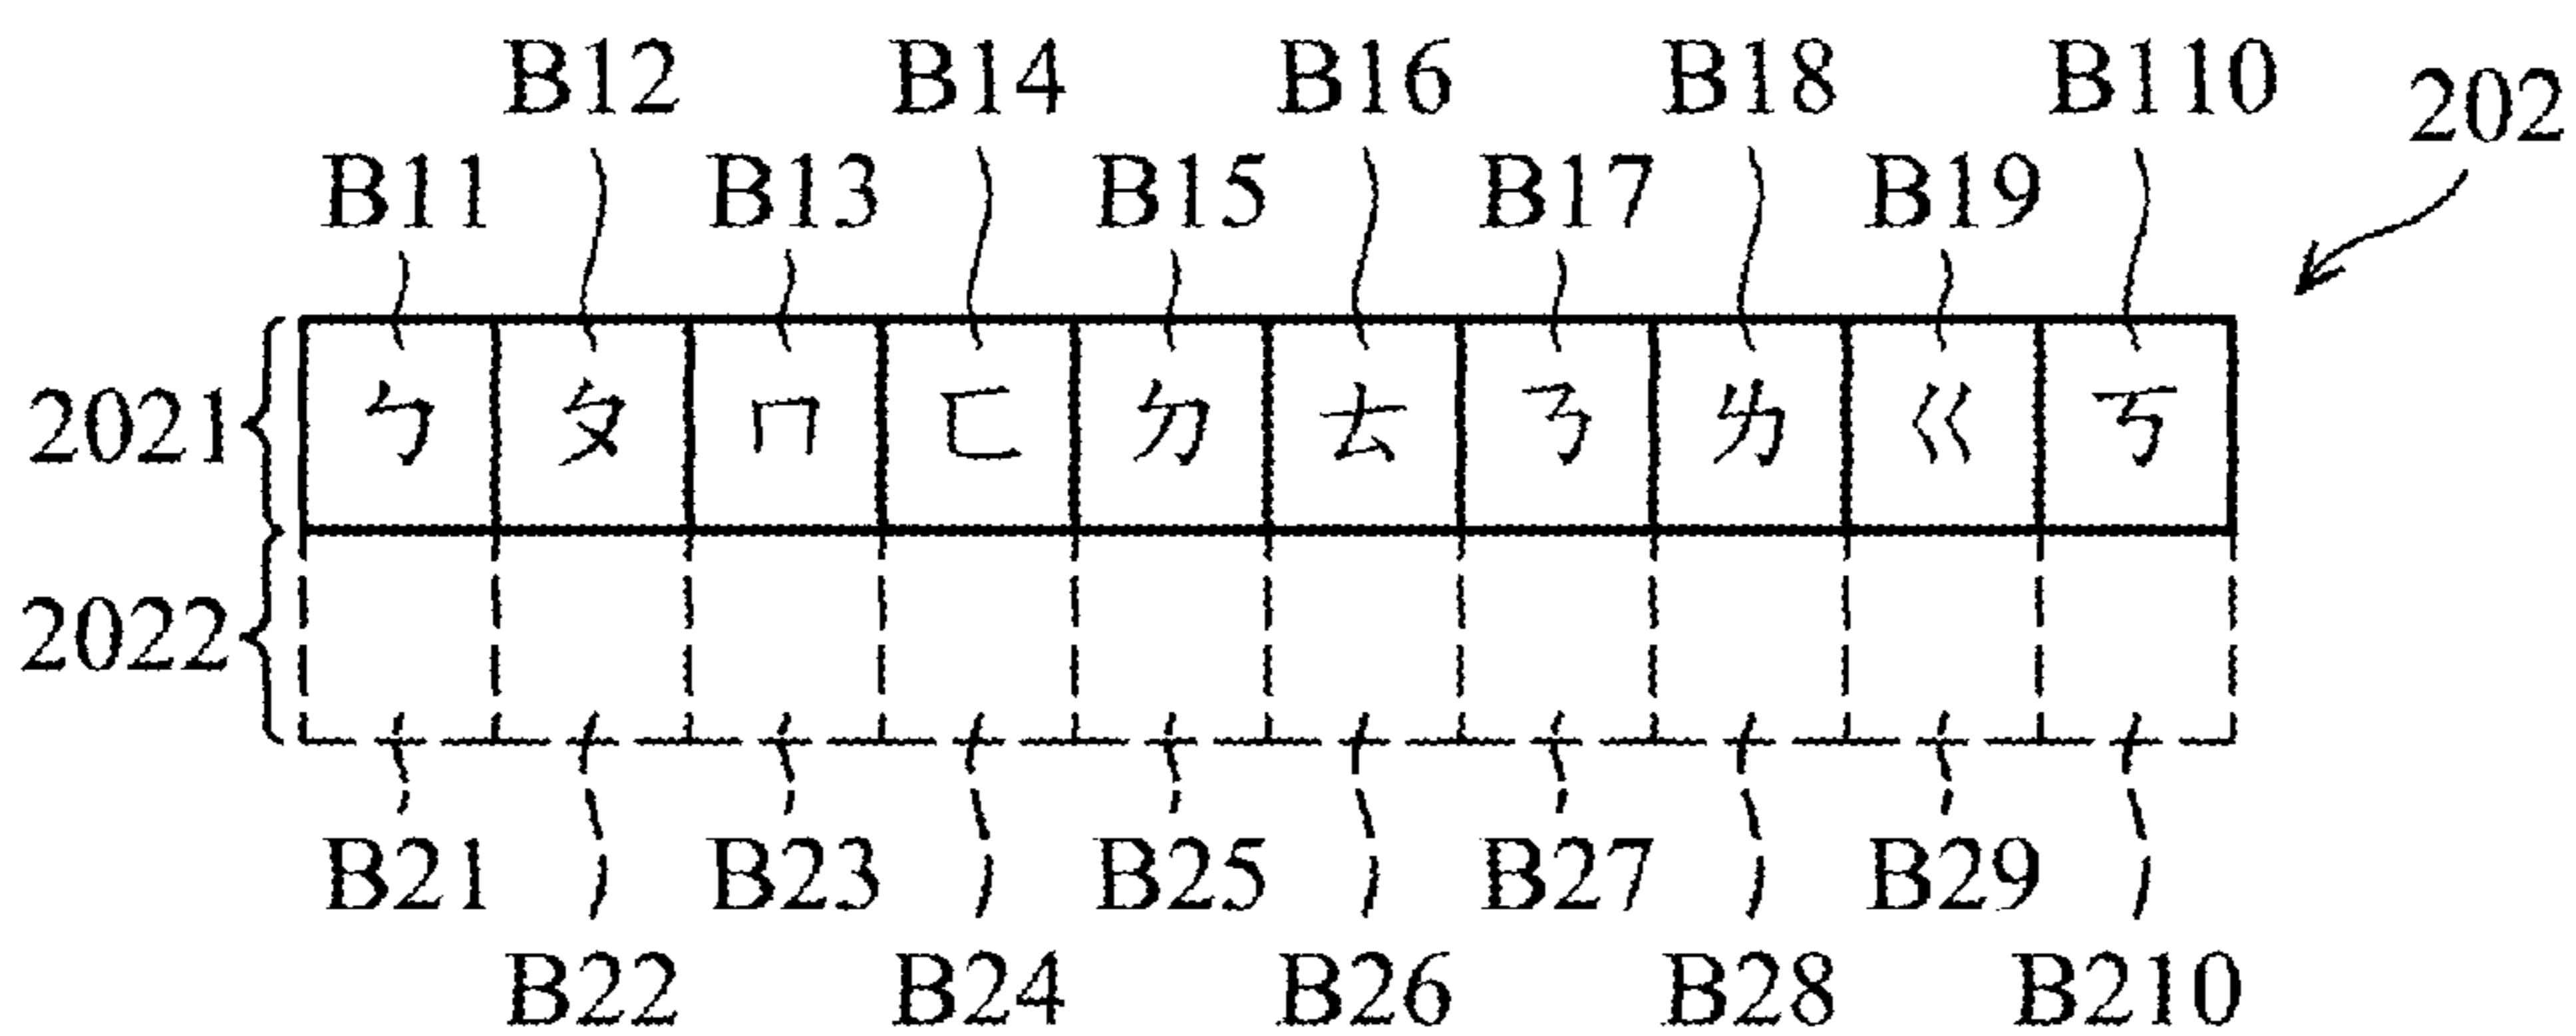 B12 B14 B16 B18 B110 202
B11 B13 B15 B17 B19
2021 ㄅ ㄆ ㄇ ㄈ ㄉ ㄊ ㄋ ㄌ ㄍ ㄎ
2022
B21 B23 B25 B27 B29
B22 B24 B26 B28 B210